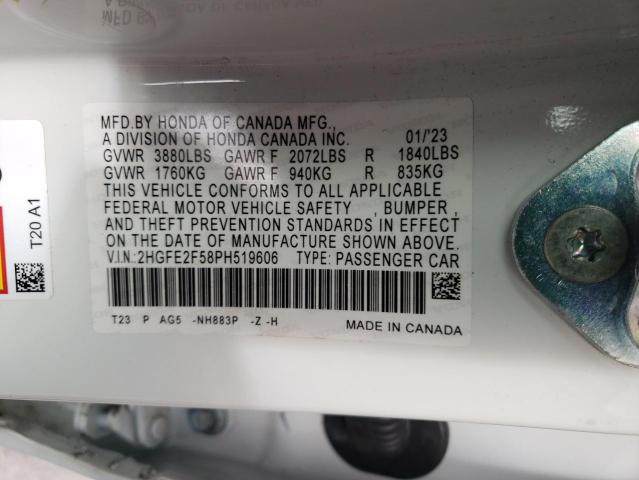 MFD.BY HONDA OF CANADA MFG.,
A DIVISION OF HONDA CANADA INC. 01/'23
GVWR 3880LBS GAWR F 2072LBS R 1840LBS
GVWR 1760KG GAWR F 940KG R 835KG
THIS VEHICLE CONFORMS TO ALL APPLICABLE
FEDERAL MOTOR VEHICLE SAFETY , BUMPER ,
AND THEFT PREVENTION STANDARDS IN EFFECT
ON THE DATE OF MANUFACTURE SHOWN ABOVE.
V.I.N.:2HGFE2F58PH519606 TYPE: PASSENGER CAR
T23 P AG5 -NH883P -Z -H MADE IN CANADA
T20 A1